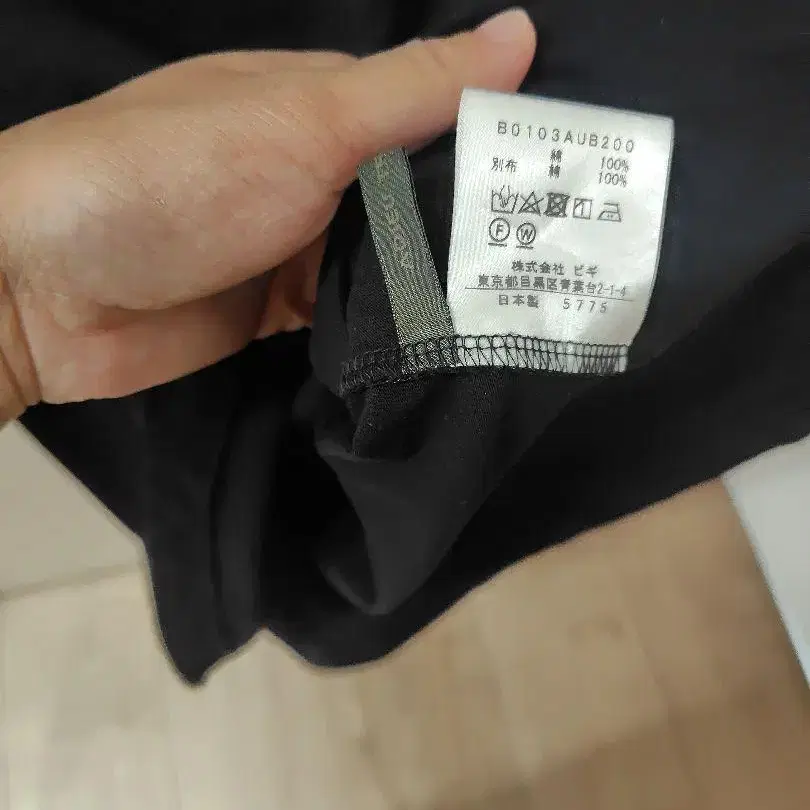 B0103AUB200
綿 100%
別布 綿 100%
F W
株式会社 ビギ
東京都目黒区青葉台2-1-4
日本製 5775